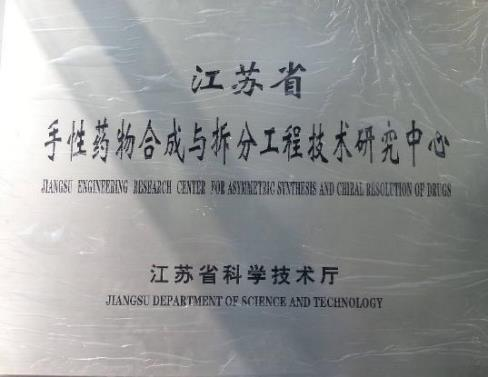 江苏省
手性药物合成与拆分工程技术研究中心
JIANGSU ENGINEERING RESEARCH CENTER FOR ASYMMETRIC SYNTHESIS AND CHIRAL RESOLUTION OF DRUGS
江苏省科学技术厅
JIANGSU DEPARTMENT OF SCIENCE AND TECHNOLOGY